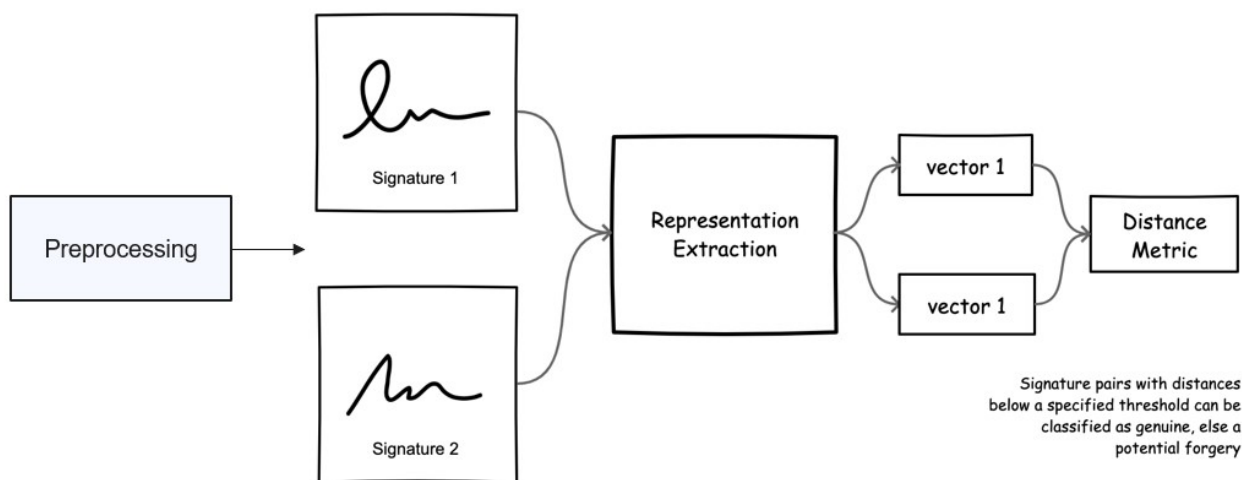 Preprocessing
Signature 1
Signature 2
Representation
Extraction
vector 1
vector 1
Distance
Metric
Signature pairs with distances
below a specified threshold can be
classified as genuine, else a
potential forgery